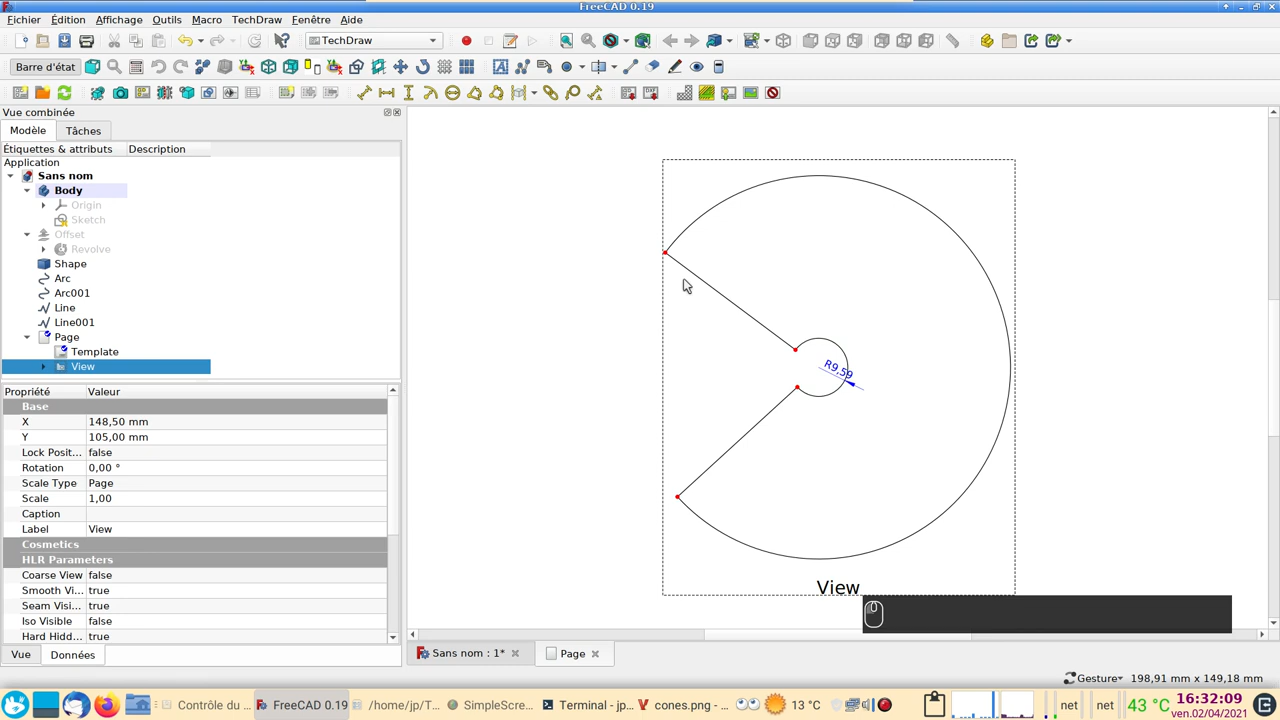 FreeCAD 0.19
Fichier Édition Affichage Outils Macro TechDraw Fenêtre Aide
TechDraw
Barre d'état
Vue combinée
Modèle Tâches
Étiquettes & attributs Description
Application
Sans nom
Body
Origin
Sketch
Offset
Revolve
Shape
Arc
Arc001
Line
Line001
Page
Template
View
Propriété Valeur
Base
X 148,50 mm
Y 105,00 mm
Lock Posit... false
Rotation 0,00 °
Scale Type Page
Scale 1,00
Caption
Label View
Cosmetics
HLR Parameters
Coarse View false
Smooth Vi... true
Seam Visi... true
Iso Visible false
Hard Hidd... true
Vue Données
R9,59
View
Sans nom : 1* Page
Gesture 198,91 mm x 149,18 mm
Contrôle du ... FreeCAD 0.19 /home/jp/T... SimpleScre... Terminal - jp... cones.png - ... 13 °C net net 43 °C 16:32:09
ven.02/04/2021